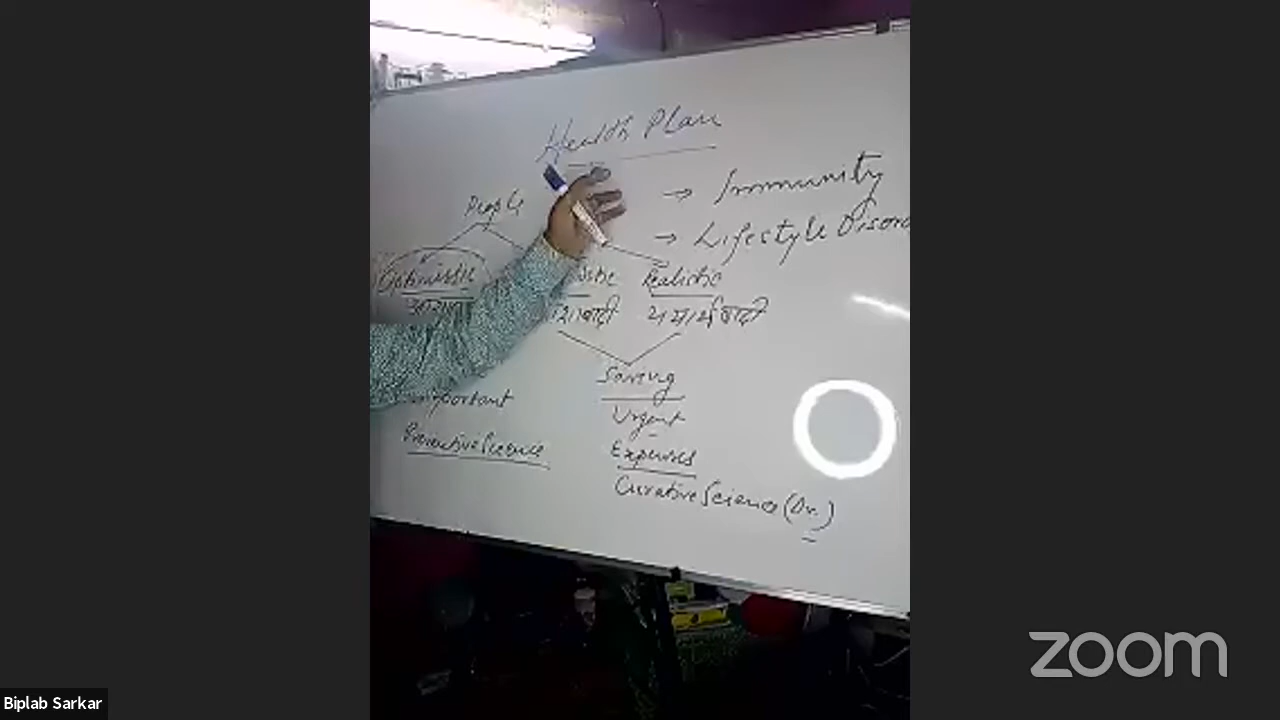 Health Plan
People
→ Immunity
→ Lifestyle Disord
Optimistic
Realistic
Saving
Important
Urgent
Preventive Science
Expenses
Curative Science (Dr.)
zoom
Biplab Sarkar